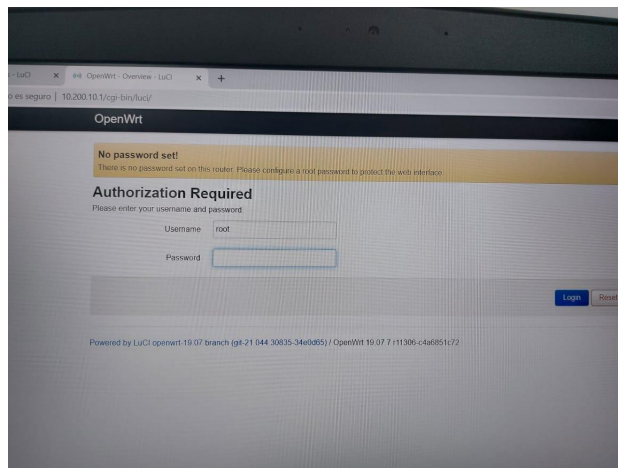 - LuCI × OpenWrt - Overview - LuCI × +
o es seguro | 10.200.10.1/cgi-bin/luci/
OpenWrt
No password set!
There is no password set on this router. Please configure a root password to protect the web interface.
Authorization Required
Please enter your username and password.
Username root
Password
Login Reset
Powered by LuCI openwrt-19.07 branch (git-21.044.30835-34e0d65) / OpenWrt 19.07.7 r11306-c4a6851c72